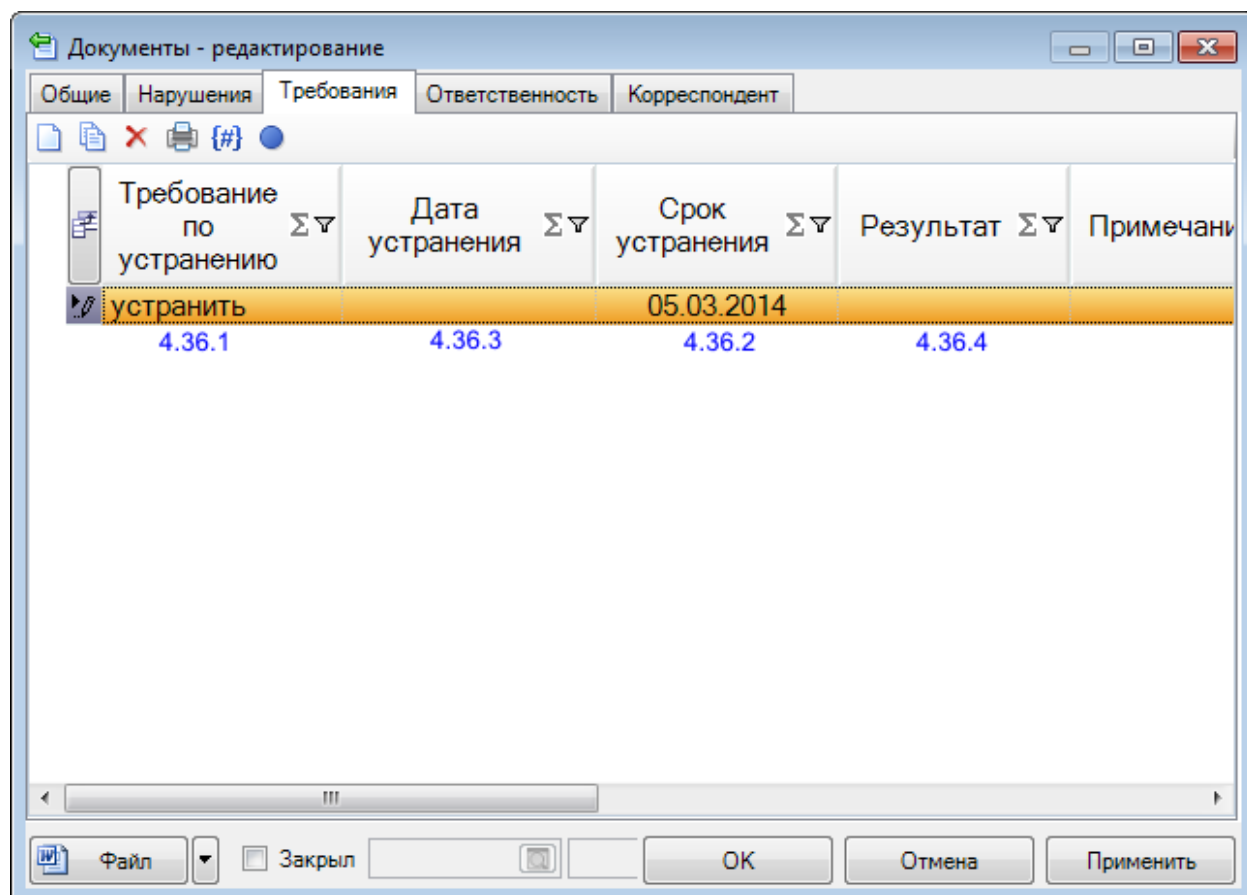 Документы - редактирование
Общие Нарушения Требования Ответственность Корреспондент
{#}
Требование по устранению Σ Дата устранения Σ Срок устранения Σ Результат Σ Примечани
устранить 05.03.2014
4.36.1 4.36.3 4.36.2 4.36.4
Файл Закрыл ОК Отмена Применить